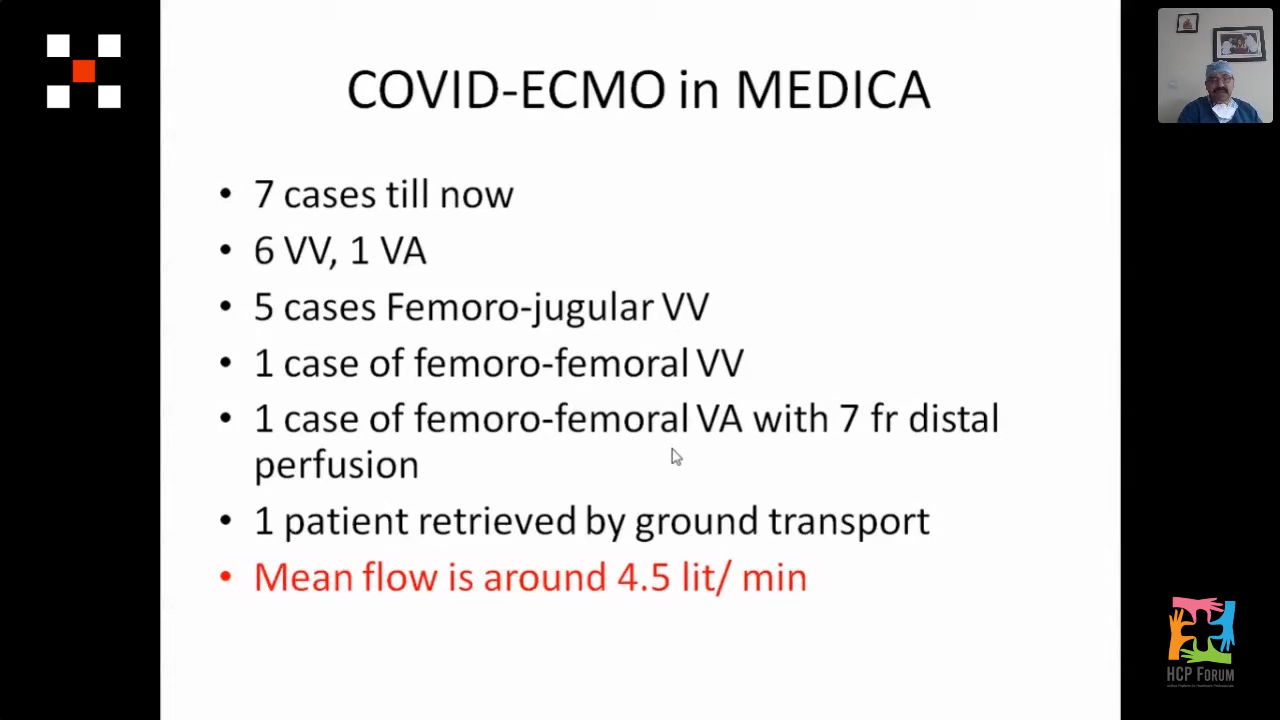 COVID-ECMO in MEDICA
• 7 cases till now
• 6 VV, 1 VA
• 5 cases Femoro-jugular VV
• 1 case of femoro-femoral VV
• 1 case of femoro-femoral VA with 7 fr distal
perfusion
• 1 patient retrieved by ground transport
• Mean flow is around 4.5 lit/ min
HCP FORUM